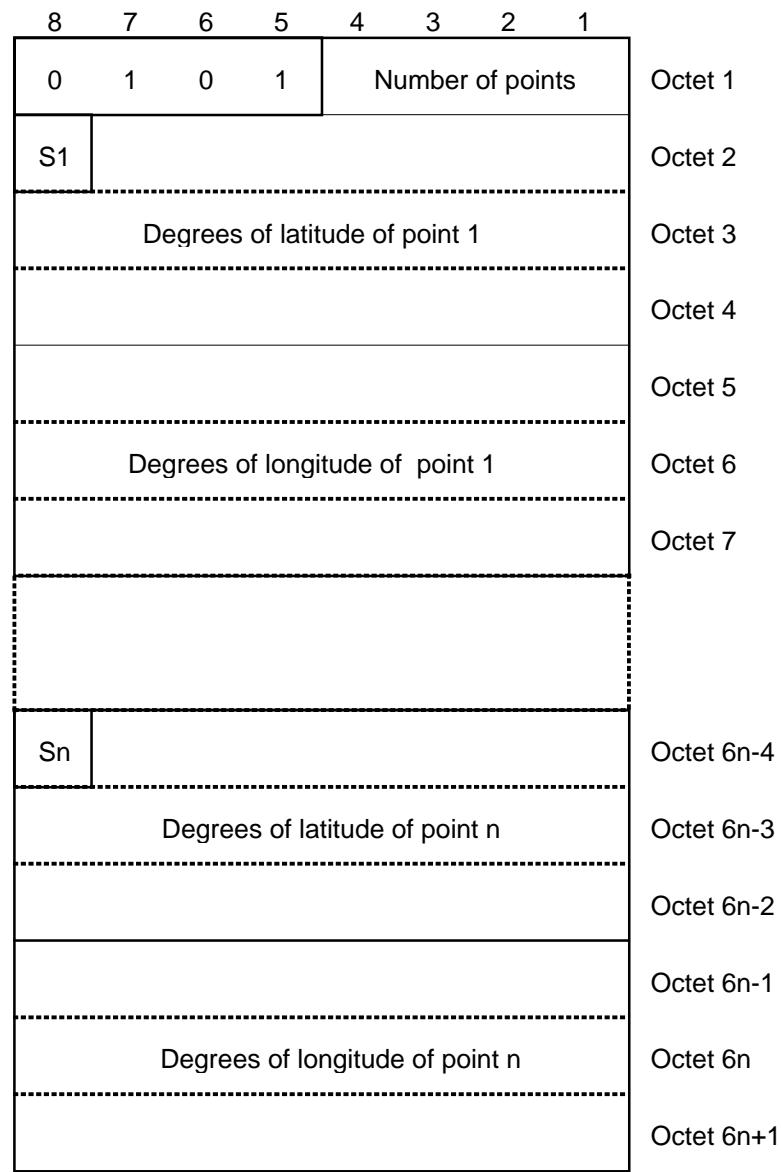 8 7 6 5 4 3 2 1
0 1 0 1 Number of points Octet 1
S1 Octet 2
Degrees of latitude of point 1 Octet 3
Octet 4
Octet 5
Degrees of longitude of point 1 Octet 6
Octet 7
Sn Octet 6n-4
Degrees of latitude of point n Octet 6n-3
Octet 6n-2
Octet 6n-1
Degrees of longitude of point n Octet 6n
Octet 6n+1